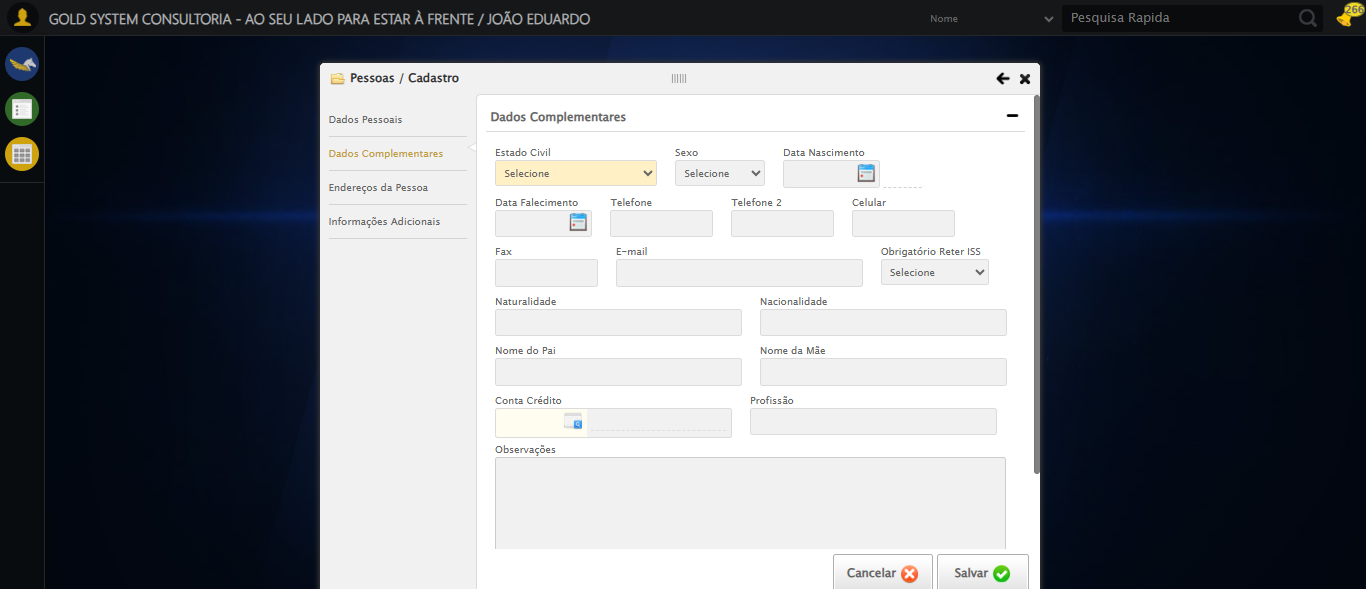 GOLD SYSTEM CONSULTORIA - AO SEU LADO PARA ESTAR À FRENTE / JOÃO EDUARDO
Nome
Pesquisa Rapida
266
Pessoas / Cadastro
Dados Pessoais
Dados Complementares
Endereços da Pessoa
Informações Adicionais
Dados Complementares
Estado Civil Sexo Data Nascimento
Selecione Selecione
Data Falecimento Telefone Telefone 2 Celular
Fax E-mail Obrigatório Reter ISS
Selecione
Naturalidade Nacionalidade
Nome do Pai Nome da Mãe
Conta Crédito Profissão
Observações
Cancelar Salvar